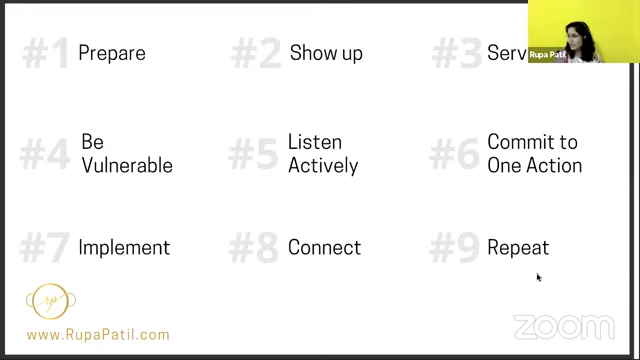 #1 Prepare
#2 Show up
#3
Rupa Patil
#4 Be
Vulnerable
#5 Listen
Actively
#6 Commit to
One Action
#7 Implement
#8 Connect
#9 Repeat
rp
www.RupaPatil.com
zoom